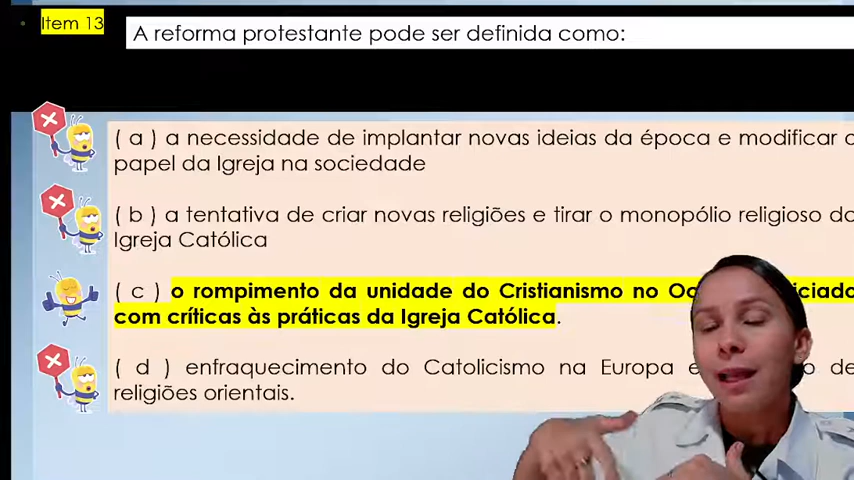 Item 13
A reforma protestante pode ser definida como:
( a ) a necessidade de implantar novas ideias da época e modificar o
papel da Igreja na sociedade
( b ) a tentativa de criar novas religiões e tirar o monopólio religioso da
Igreja Católica
( c ) o rompimento da unidade do Cristianismo no
com críticas às práticas da Igreja Católica.
( d ) enfraquecimento do Catolicismo na Europa e de
religiões orientais.